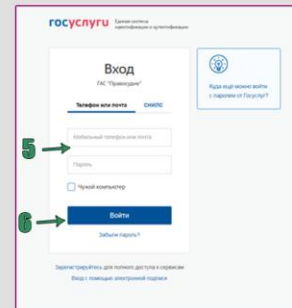 госуслуги Единая система
идентификации и аутентификации
Вход
ГАС "Правосудие"
Телефон или почта СНИЛС
Мобильный телефон или почта
Пароль
Чужой компьютер
Войти
Забыли пароль?
Зарегистрируйтесь для полного доступа к сервисам
Вход с помощью электронной подписи
Куда ещё можно войти
с паролем от Госуслуг?
5
6